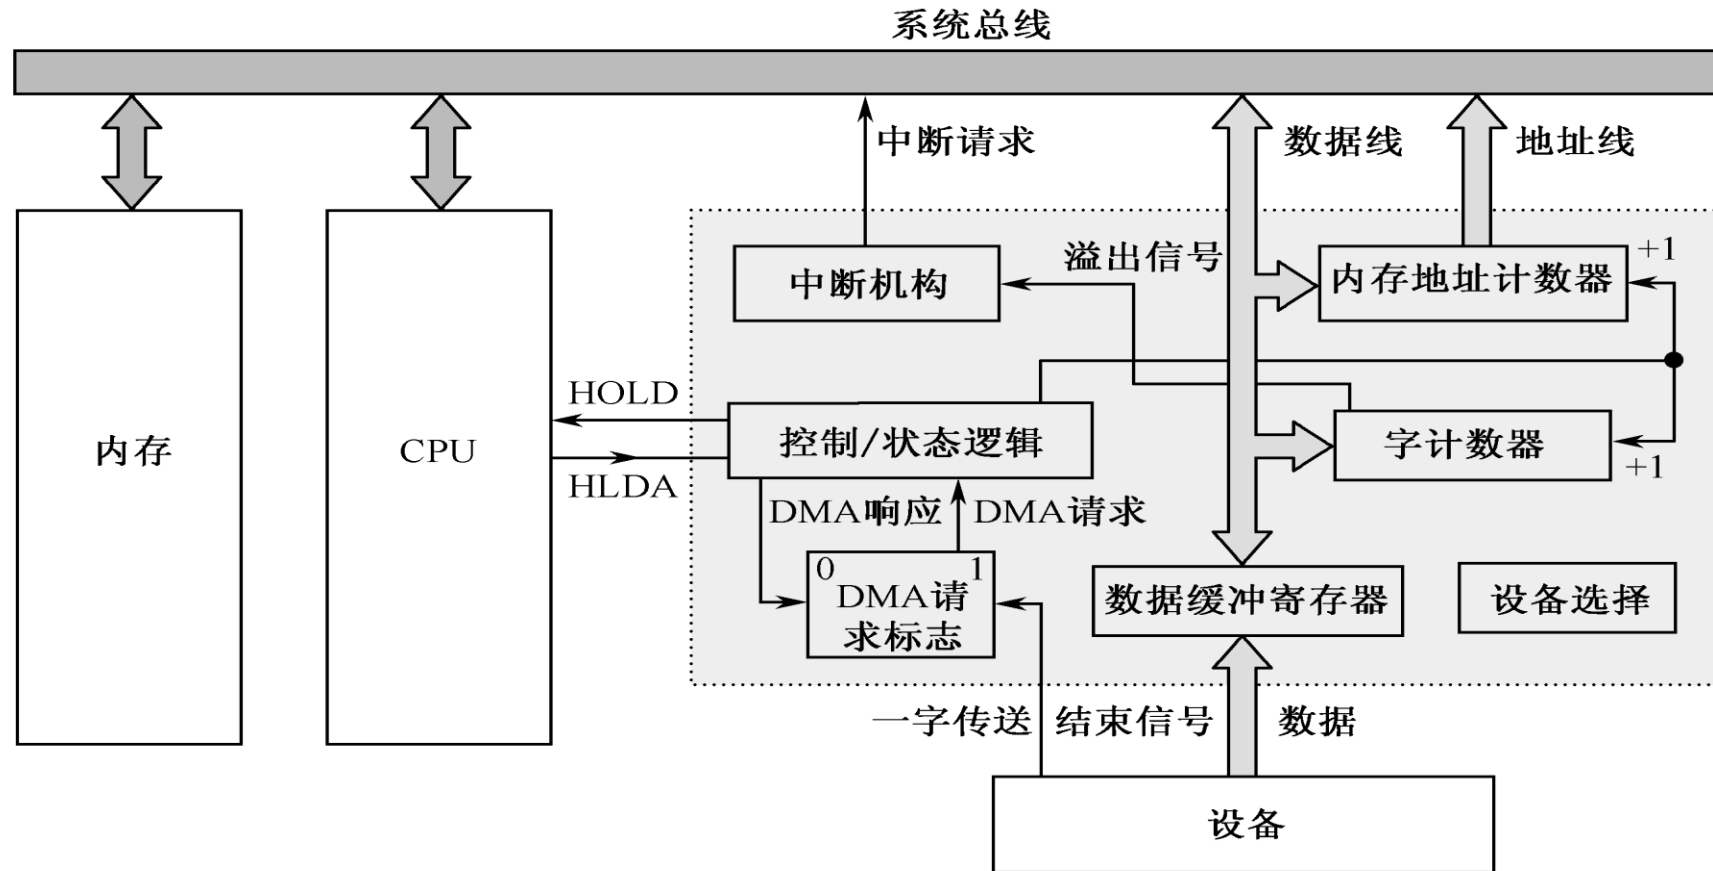 系统总线
中断请求
数据线
地址线
中断机构
溢出信号
内存地址计数器
+1
HOLD
HLDA
内存
CPU
控制/状态逻辑
字计数器
+1
DMA响应
DMA请求
0
1
DMA请
求标志
数据缓冲寄存器
设备选择
一字传送
结束信号
数据
设备